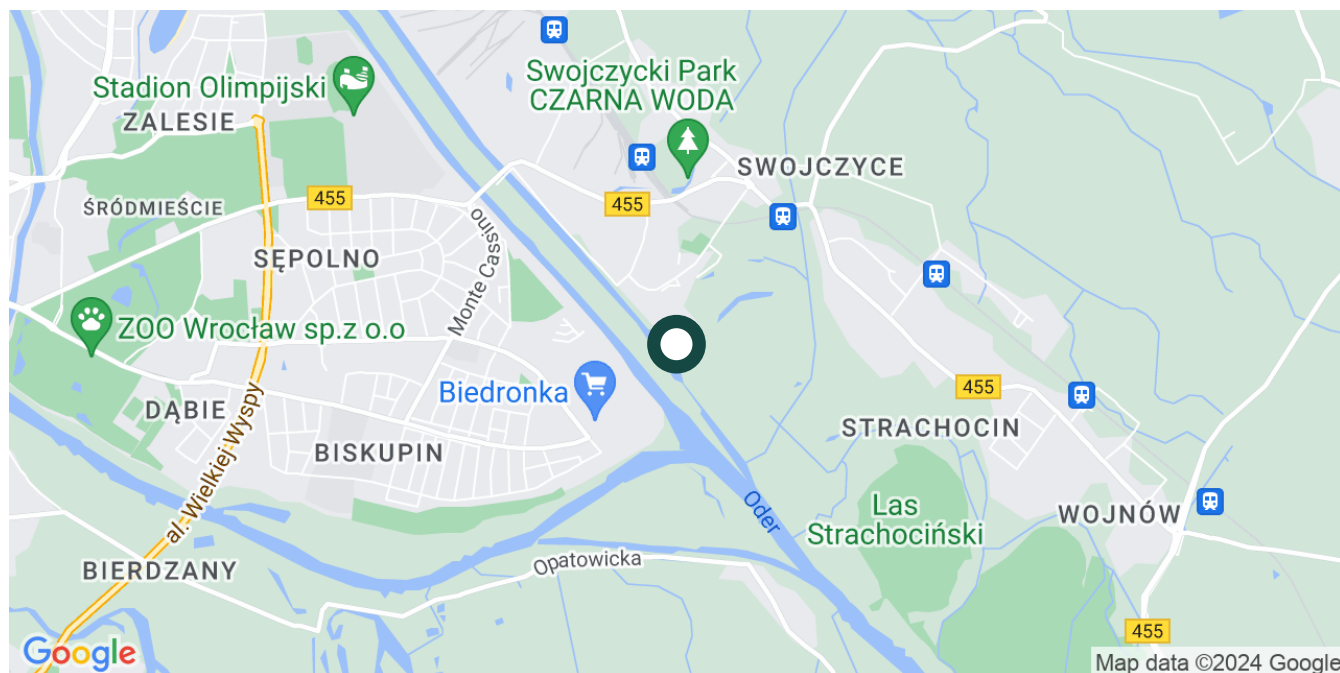 Swojczycki Park
CZARNA WODA
Stadion Olimpijski
ZALESIE
SWOJCZYCE
455
455
ŚRÓDMIEŚCIE
Monte Cassino
SĘPOLNO
ZOO Wrocław sp.z o.o
Biedronka
455
DĄBIE
al. Wielkiej Wyspy
STRACHOCIN
BISKUPIN
Oder
Las
Strachociński
WOJNÓW
Opatowicka
BIERDZANY
455
Google
Map data ©2024 Google